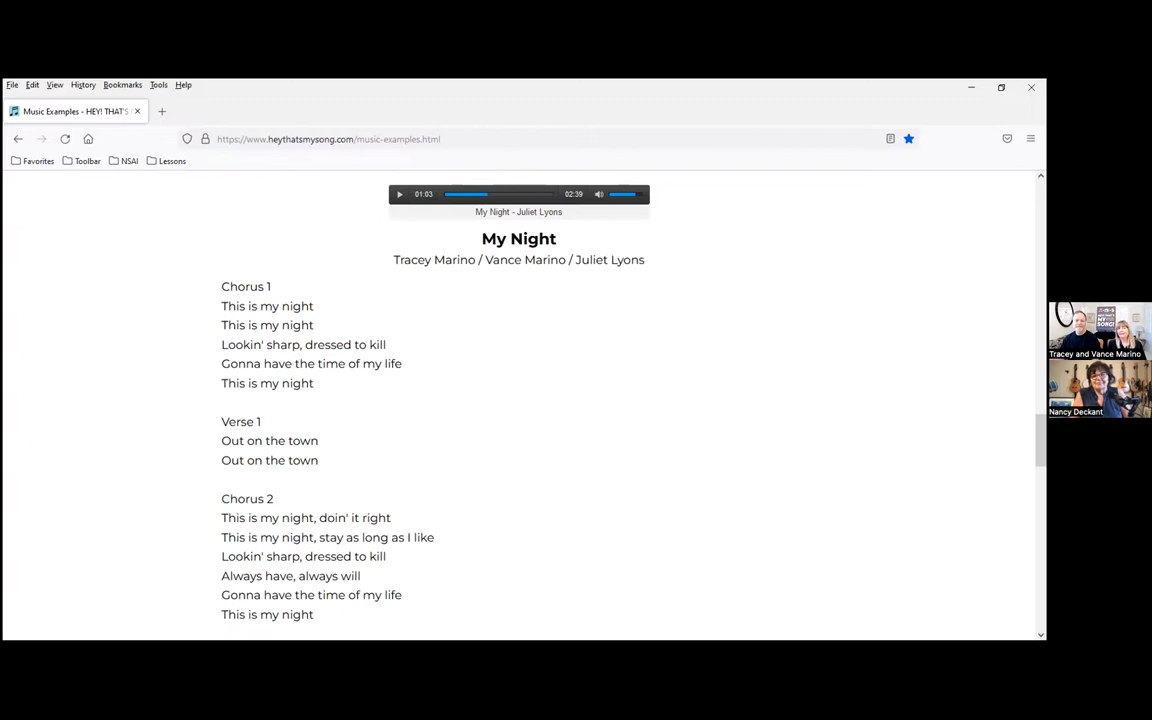 File Edit View History Bookmarks Tools Help
Music Examples - HEY! THAT'S
https://www.heythatsmysong.com/music-examples.html
Favorites Toolbar NSAI Lessons
01:03 02:39
My Night - Juliet Lyons
My Night
Tracey Marino / Vance Marino / Juliet Lyons
Chorus 1
This is my night
This is my night
Lookin' sharp, dressed to kill
Gonna have the time of my life
This is my night
Verse 1
Out on the town
Out on the town
Chorus 2
This is my night, doin' it right
This is my night, stay as long as I like
Lookin' sharp, dressed to kill
Always have, always will
Gonna have the time of my life
This is my night
MY SONG!
Tracey and Vance Marino
Nancy Deckant